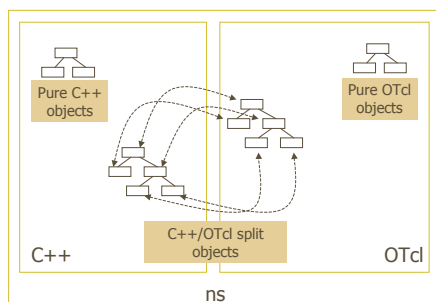 Pure C++
objects
Pure OTcl
objects
C++/OTcl split
objects
C++
OTcl
ns